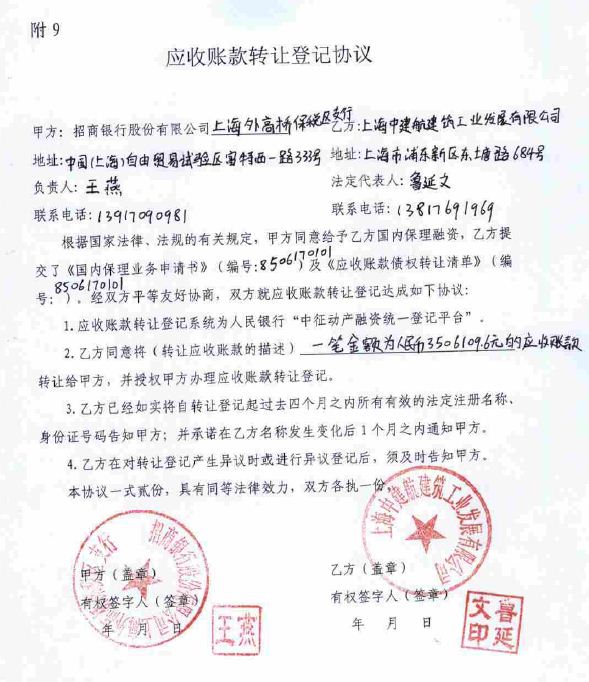 附 9
应收账款转让登记协议
甲方：招商银行股份有限公司上海外高桥保税区支行 乙方：上海中建航建筑工业发展有限公司
地址：中国(上海)自由贸易试验区富特西一路333号 地址：上海市浦东新区东塘路684号
负责人：王燕 法定代表人：鲁延文
联系电话：13917090981 联系电话：13817691969
根据国家法律、法规的有关规定，甲方同意给予乙方国内保理融资，乙方提
交了《国内保理业务申请书》（编号：8506170101）及《应收账款债权转让清单》（编
号：8506170101）。经双方平等友好协商，双方就应收账款转让登记达成如下协议：
1.应收账款转让登记系统为人民银行“中征动产融资统一登记平台”。
2.乙方同意将（转让应收账款的描述）一笔金额为人民币3506109.6元的应收账款
转让给甲方，并授权甲方办理应收账款转让登记。
3.乙方已经如实将自转让登记起过去四个月之内所有有效的法定注册名称、
身份证号码告知甲方；并承诺在乙方名称发生变化后1个月之内通知甲方。
4.乙方在对转让登记产生异议时或进行异议登记后，须及时告知甲方。
本协议一式贰份，具有同等法律效力，双方各执一份。
上海中建航建筑工业发展有限公司
甲方（盖章） 乙方（盖章）
有权签字人（签章） 有权签字人（签章）
年 月 日 年 月 日
王燕 鲁延文印